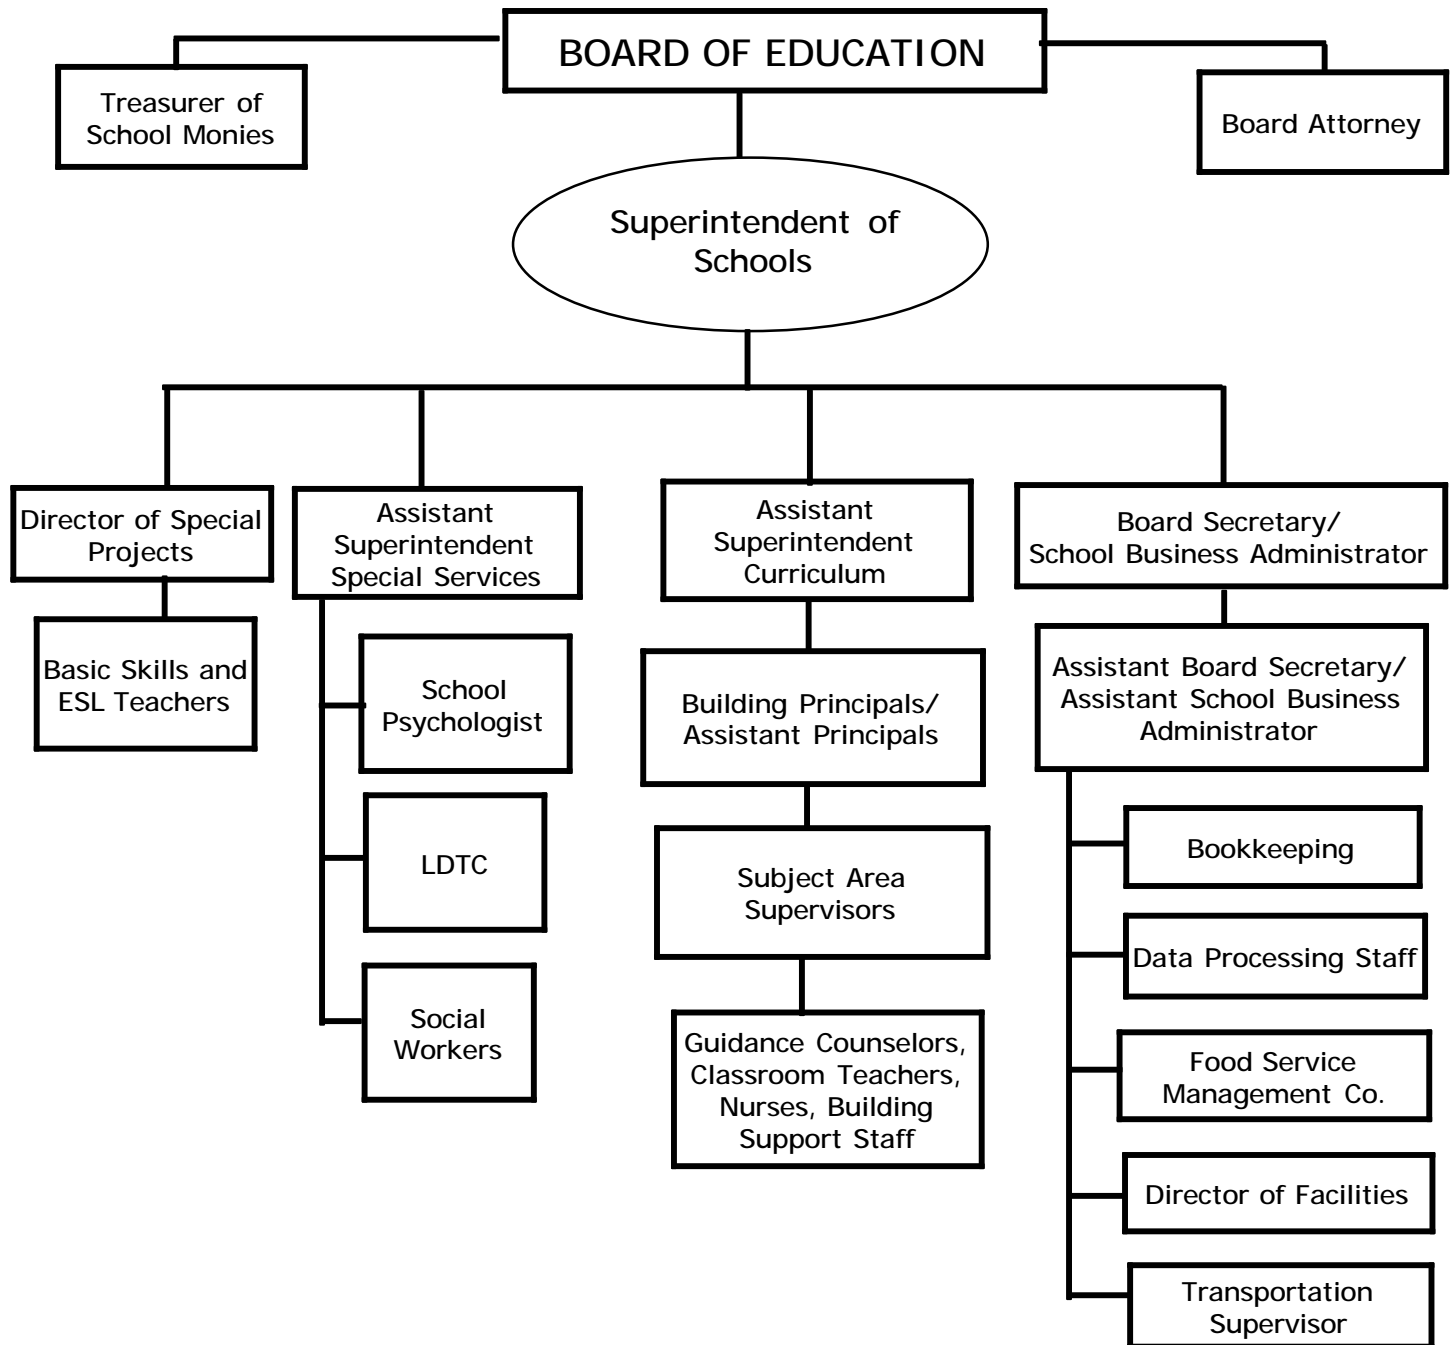 BOARD OF EDUCATION
Treasurer of
School Monies
Board Attorney
Superintendent of
Schools
Director of Special
Projects
Basic Skills and
ESL Teachers
Assistant
Superintendent
Special Services
School
Psychologist
LDTC
Social
Workers
Assistant
Superintendent
Curriculum
Building Principals/
Assistant Principals
Subject Area
Supervisors
Guidance Counselors,
Classroom Teachers,
Nurses, Building
Support Staff
Board Secretary/
School Business Administrator
Assistant Board Secretary/
Assistant School Business
Administrator
Bookkeeping
Data Processing Staff
Food Service
Management Co.
Director of Facilities
Transportation
Supervisor